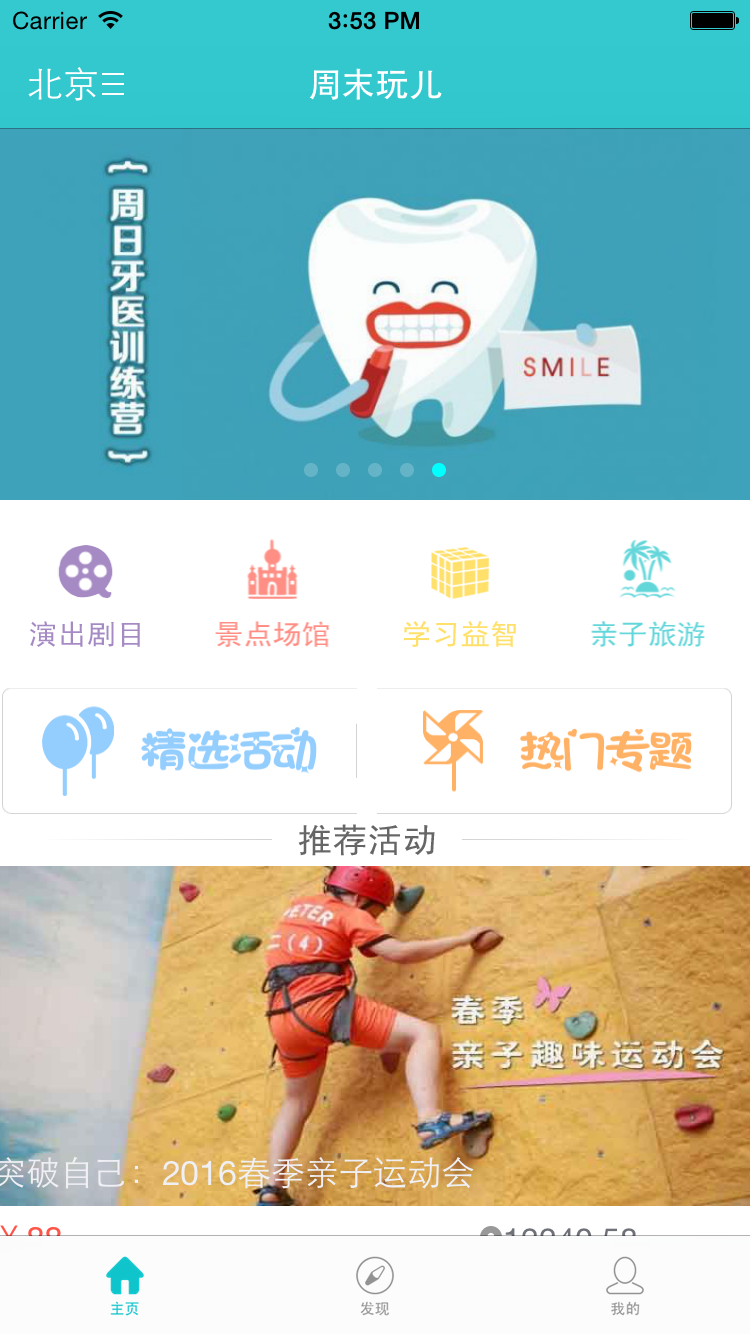 Carrier 3:53 PM
北京 周末玩儿
{周日牙医训练营}
SMILE
演出剧目 景点场馆 学习益智 亲子旅游
精选活动 热门专题
推荐活动
二(4)
春季
亲子趣味运动会
突破自己：2016春季亲子运动会
主页 发现 我的